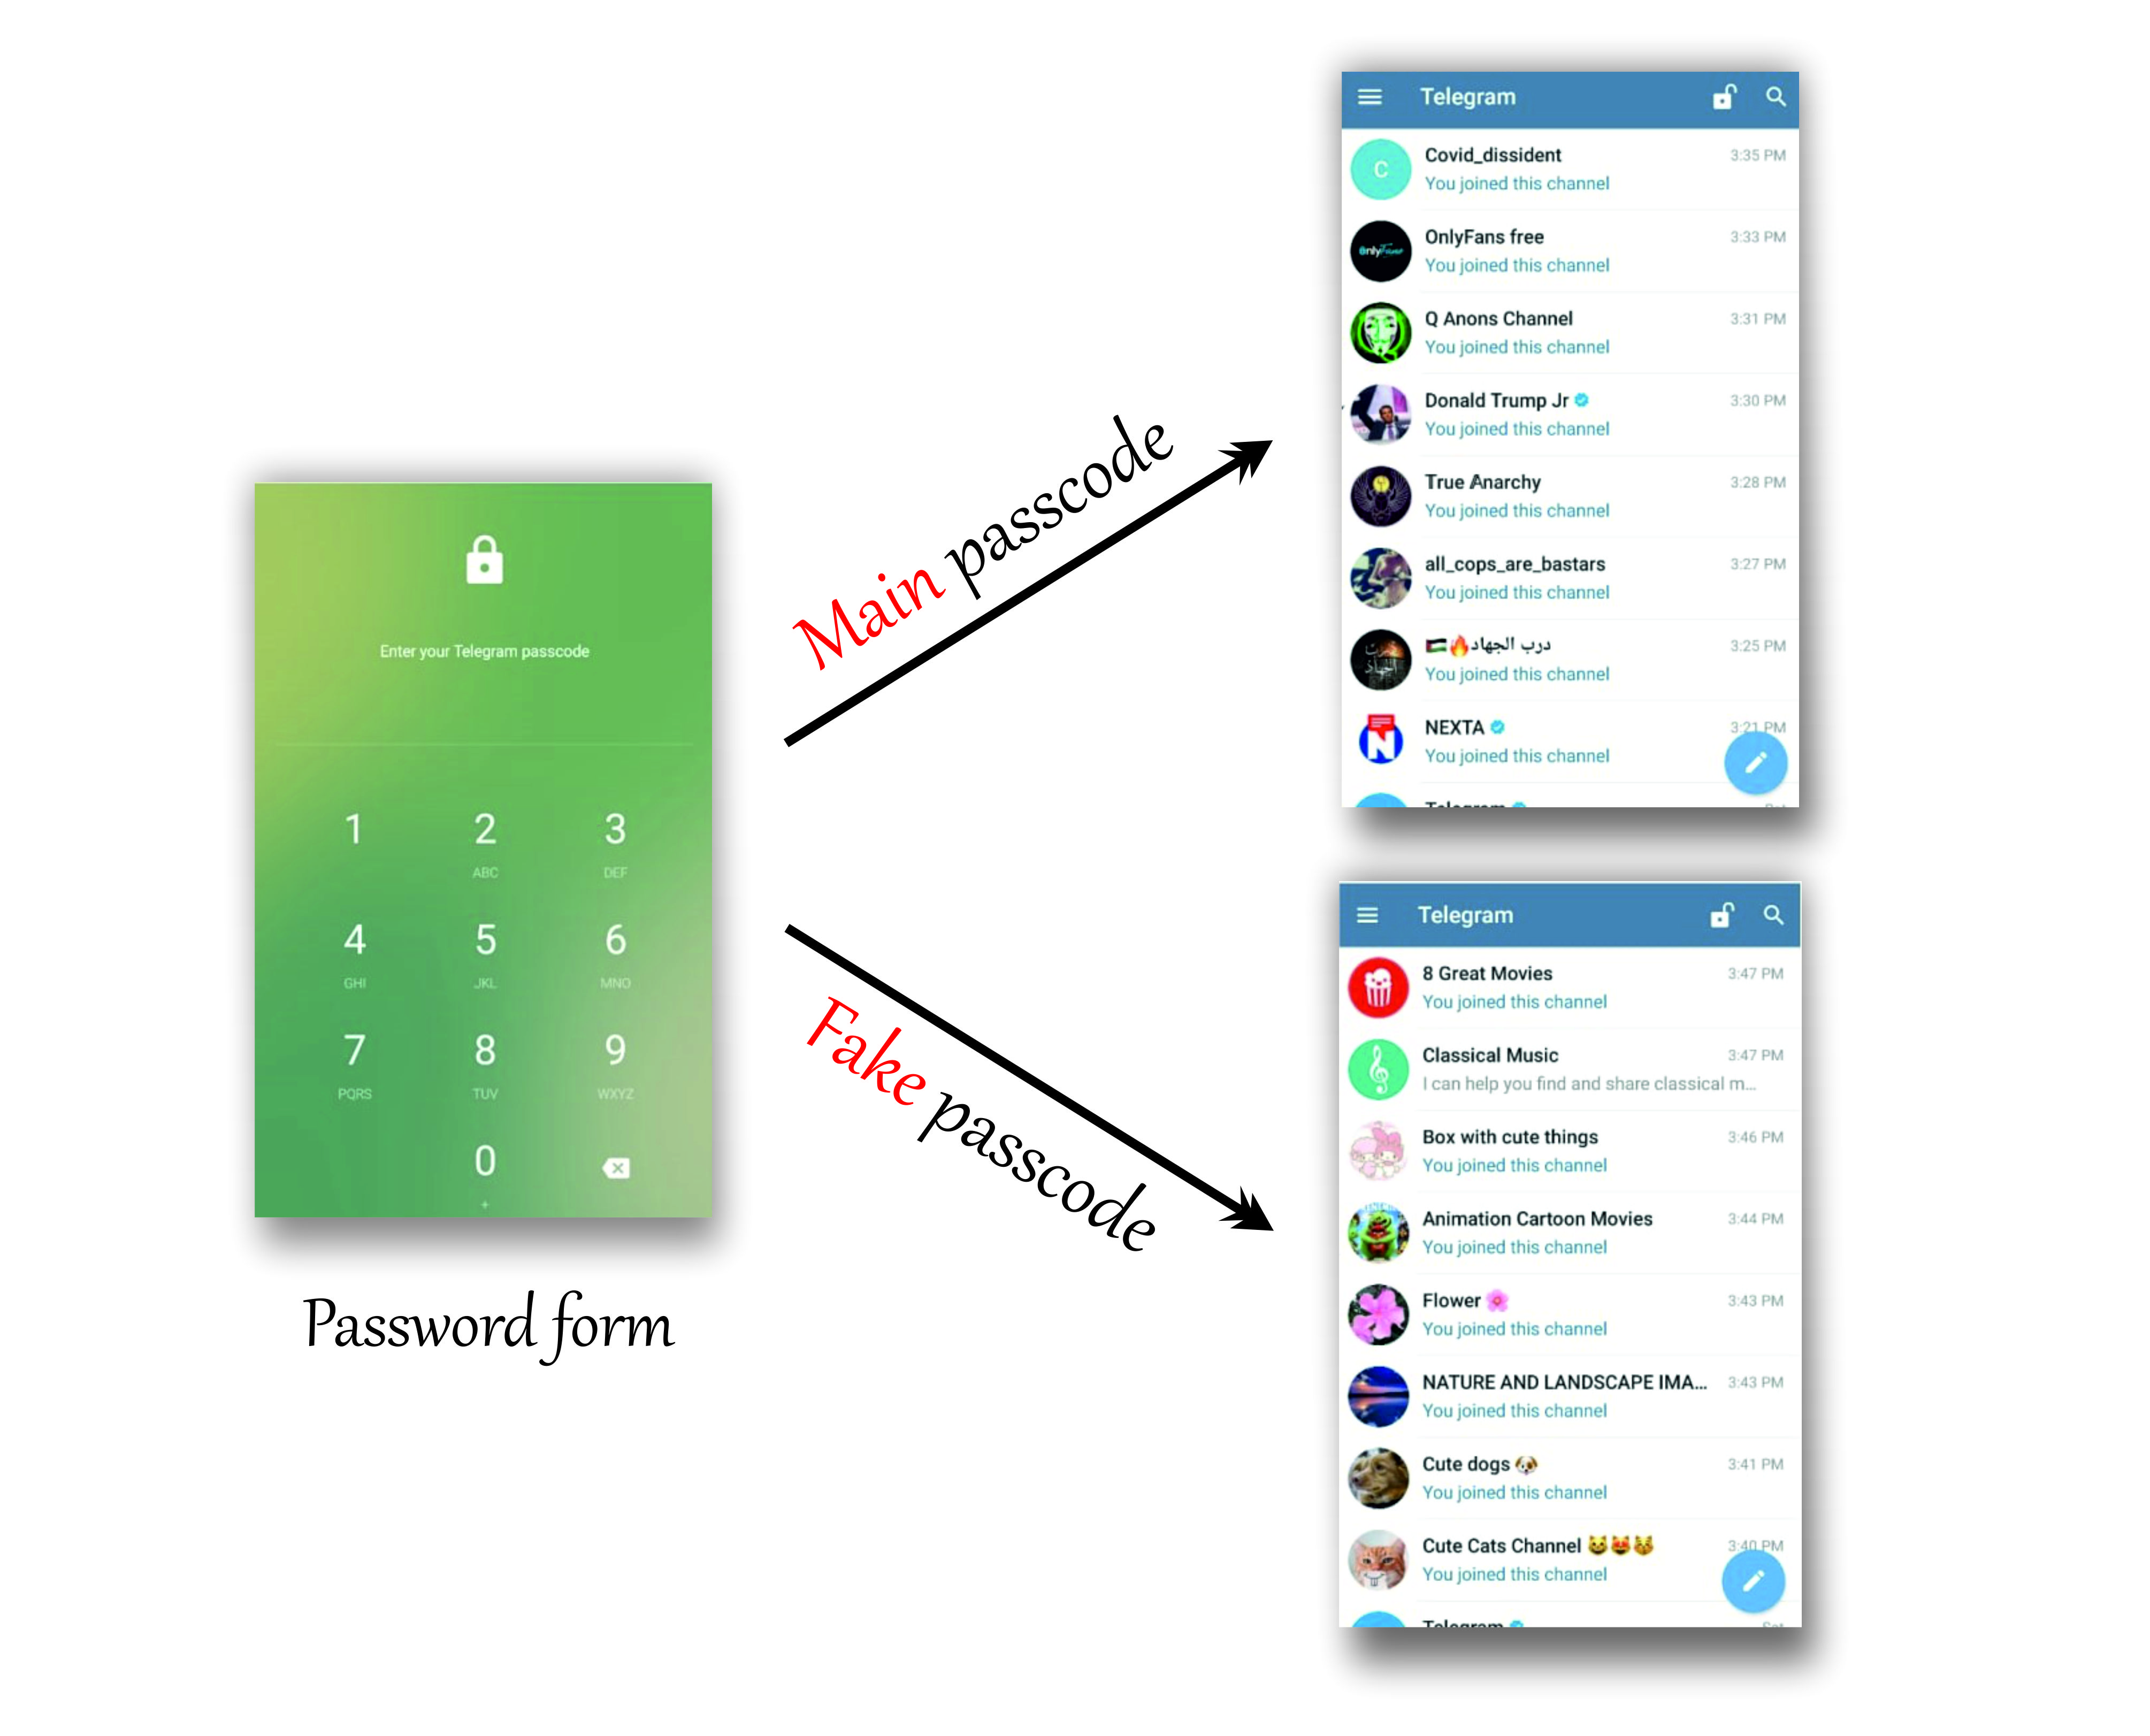 Enter your Telegram passcode
1
2
3
ABC
DEF
4
5
6
GHI
JKL
MNO
7
8
9
PQRS
TUV
WXYZ
0
+
Password form
Main passcode
Fake passcode
Telegram
C
Covid_dissident
3:35 PM
You joined this channel
OnlyFans free
3:33 PM
You joined this channel
Q Anons Channel
3:31 PM
You joined this channel
Donald Trump Jr
3:30 PM
You joined this channel
True Anarchy
3:28 PM
You joined this channel
all_cops_are_bastars
3:27 PM
You joined this channel
🇵🇸🔥درب الجهاد
3:25 PM
You joined this channel
NEXTA
3:21 PM
You joined this channel
Telegram
Telegram
8 Great Movies
3:47 PM
You joined this channel
Classical Music
3:47 PM
I can help you find and share classical m...
Box with cute things
3:46 PM
You joined this channel
Animation Cartoon Movies
3:44 PM
You joined this channel
Flower 🌸
3:43 PM
You joined this channel
NATURE AND LANDSCAPE IMA...
3:43 PM
You joined this channel
Cute dogs 🐶
3:41 PM
You joined this channel
Cute Cats Channel 😺😻😽
3:40 PM
You joined this channel
Telegram